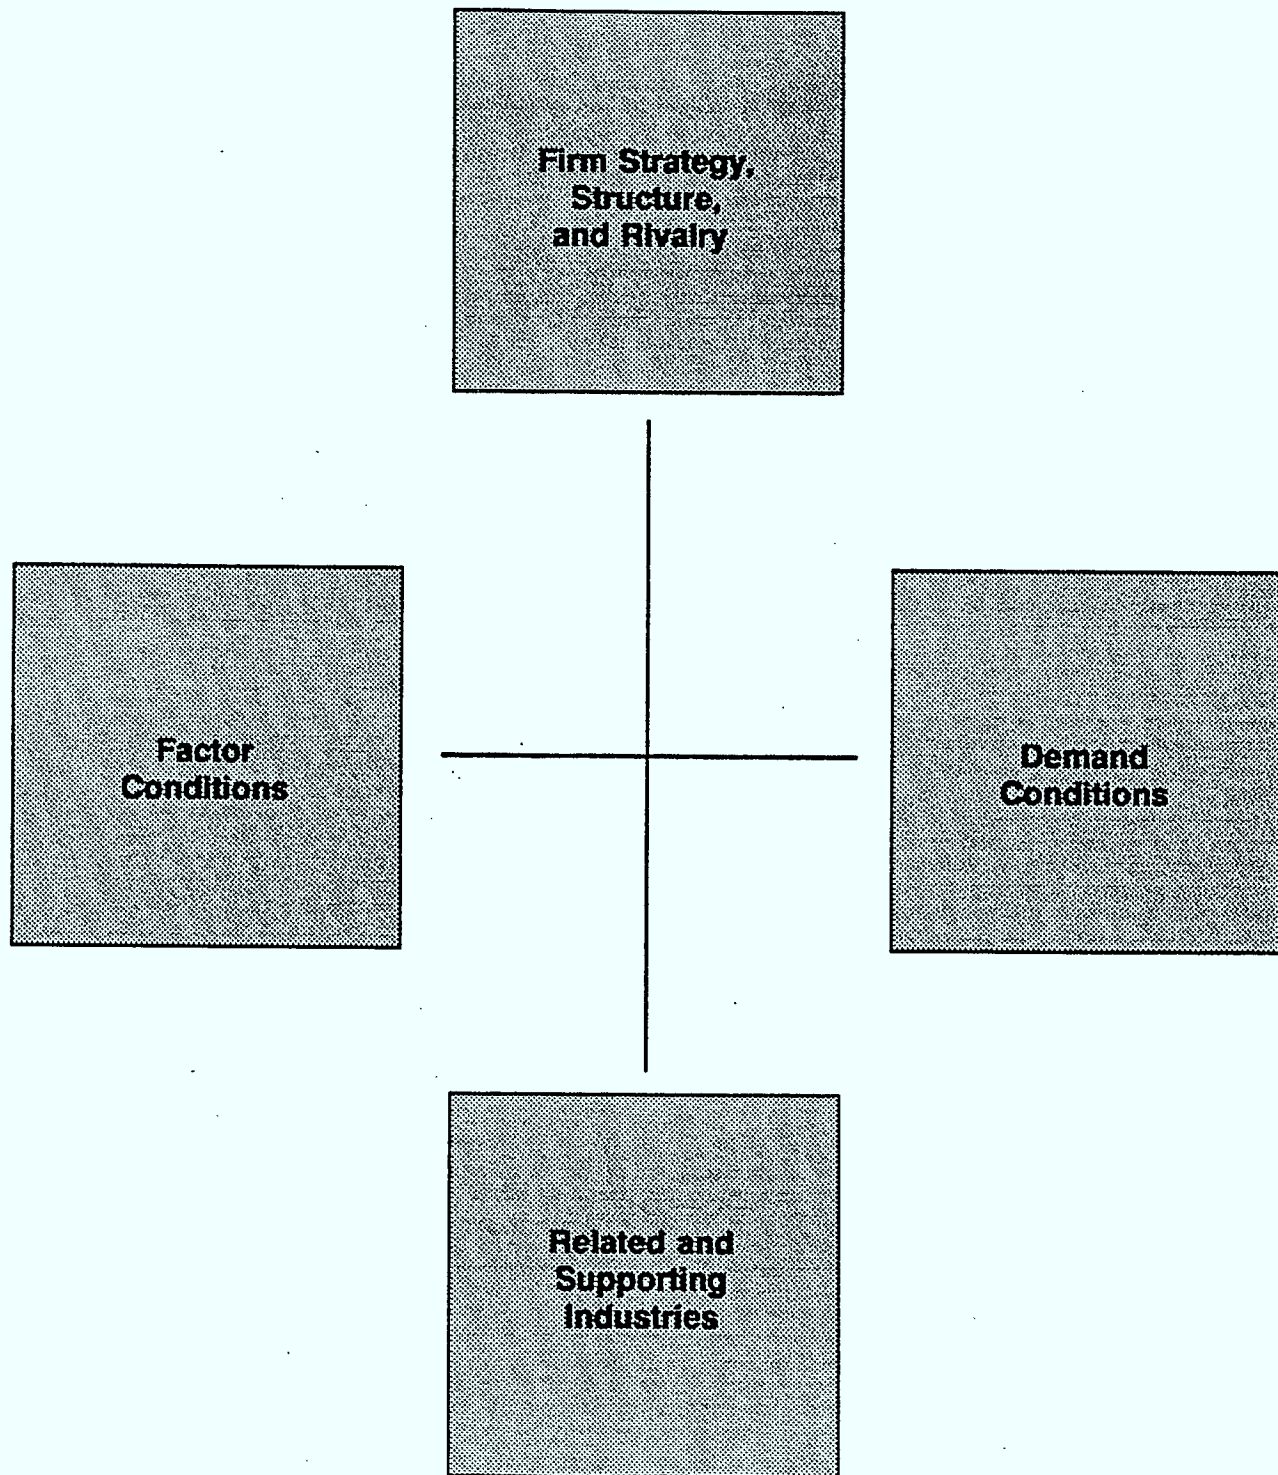 Firm Strategy,
Structure,
and Rivalry
Factor
Conditions
Demand
Conditions
Related and
Supporting
Industries